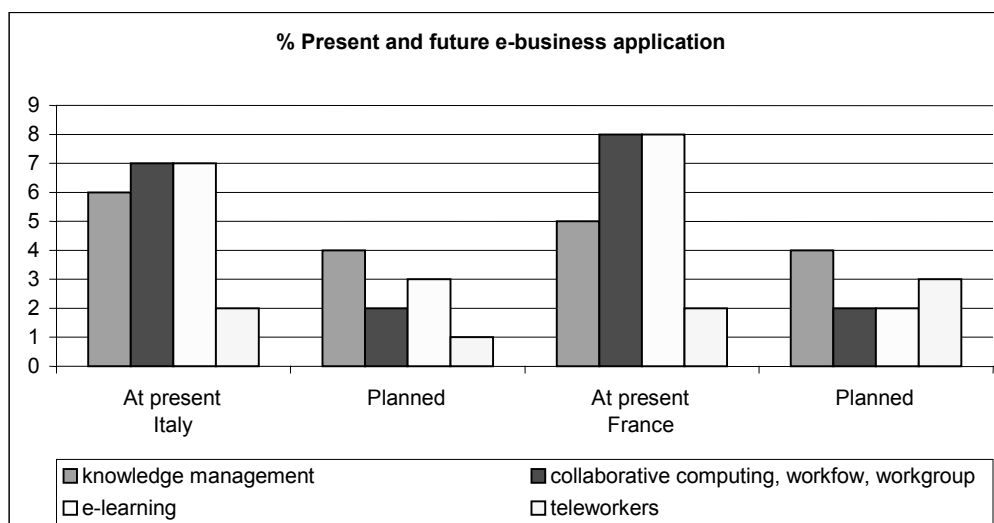 % Present and future e-business application
9
8
7
6
5
4
3
2
1
0
At present Planned At present Planned
Italy France
knowledge management collaborative computing, workfow, workgroup
e-learning teleworkers